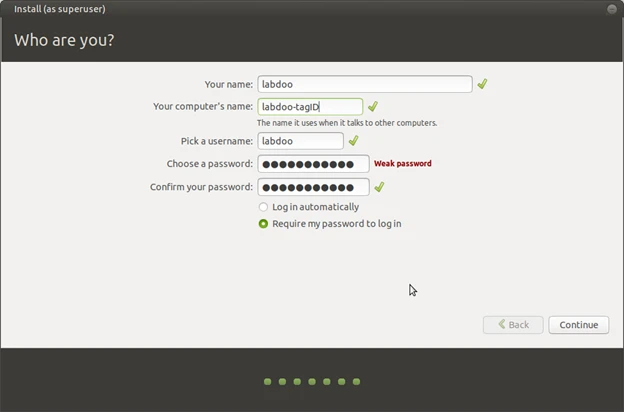 Install (as superuser)
Who are you?
Your name: labdoo
Your computer's name: labdoo-tagID
The name it uses when it talks to other computers.
Pick a username: labdoo
Choose a password: ●●●●●●●●●●● Weak password
Confirm your password: ●●●●●●●●●●●
Log in automatically
Require my password to log in
Back Continue